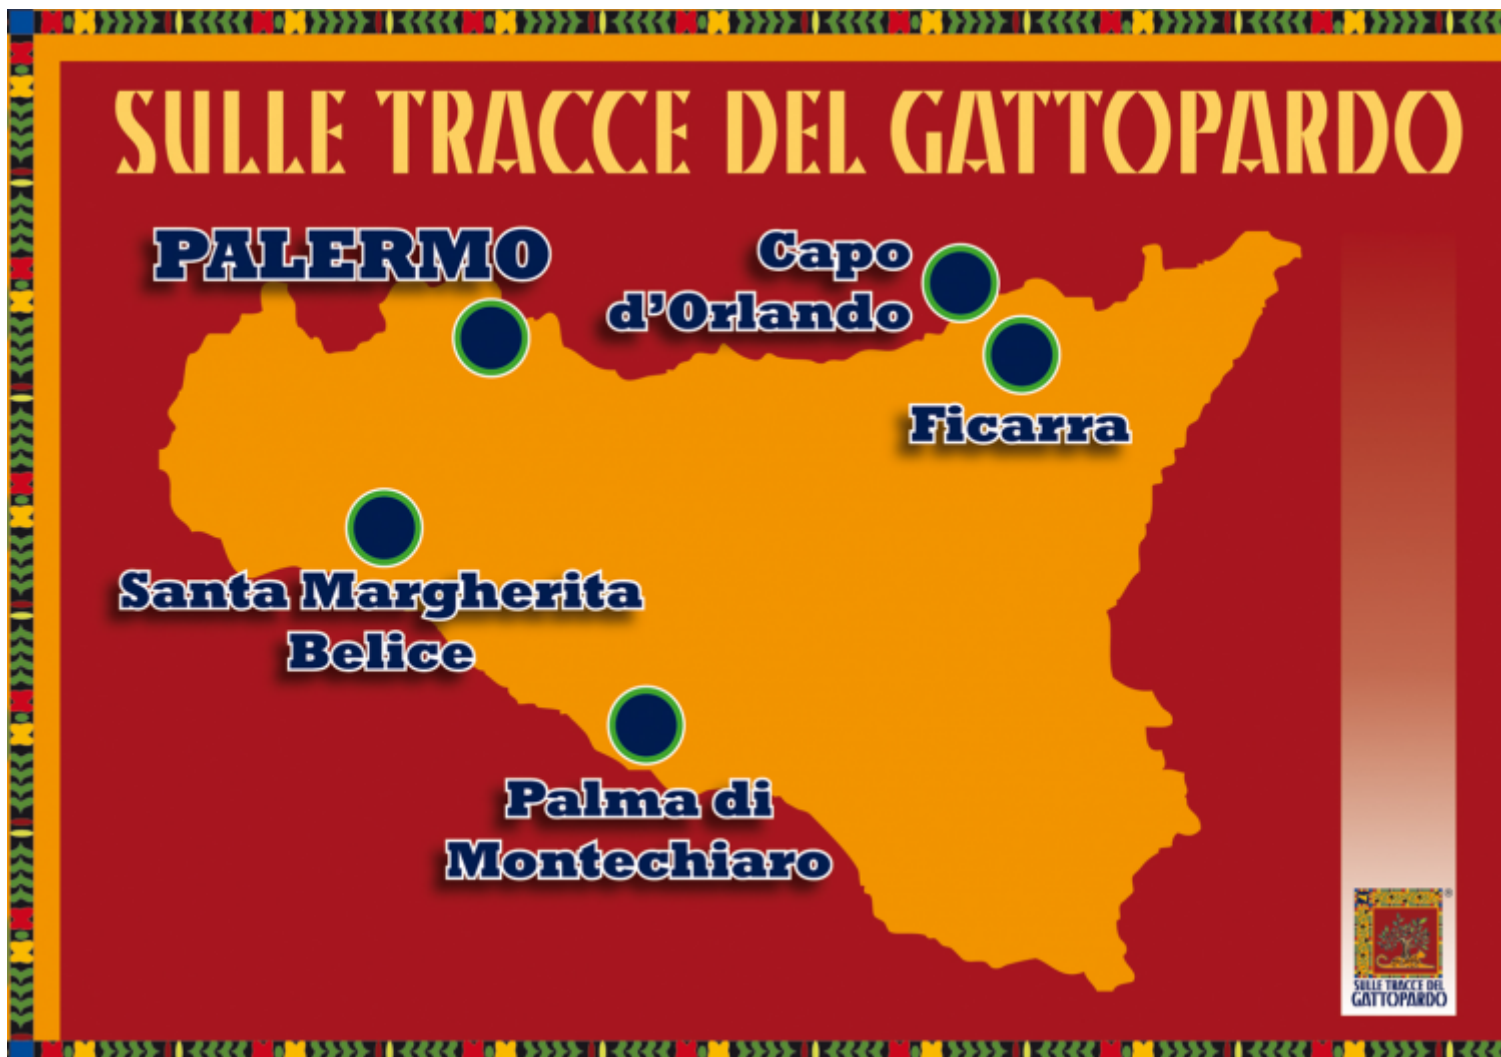 SULLE TRACCE DEL GATTOPARDO
PALERMO
Capo
d'Orlando
Ficarra
Santa Margherita
Belice
Palma di
Montechiaro
®
SULLE TRACCE DEL
GATTOPARDO